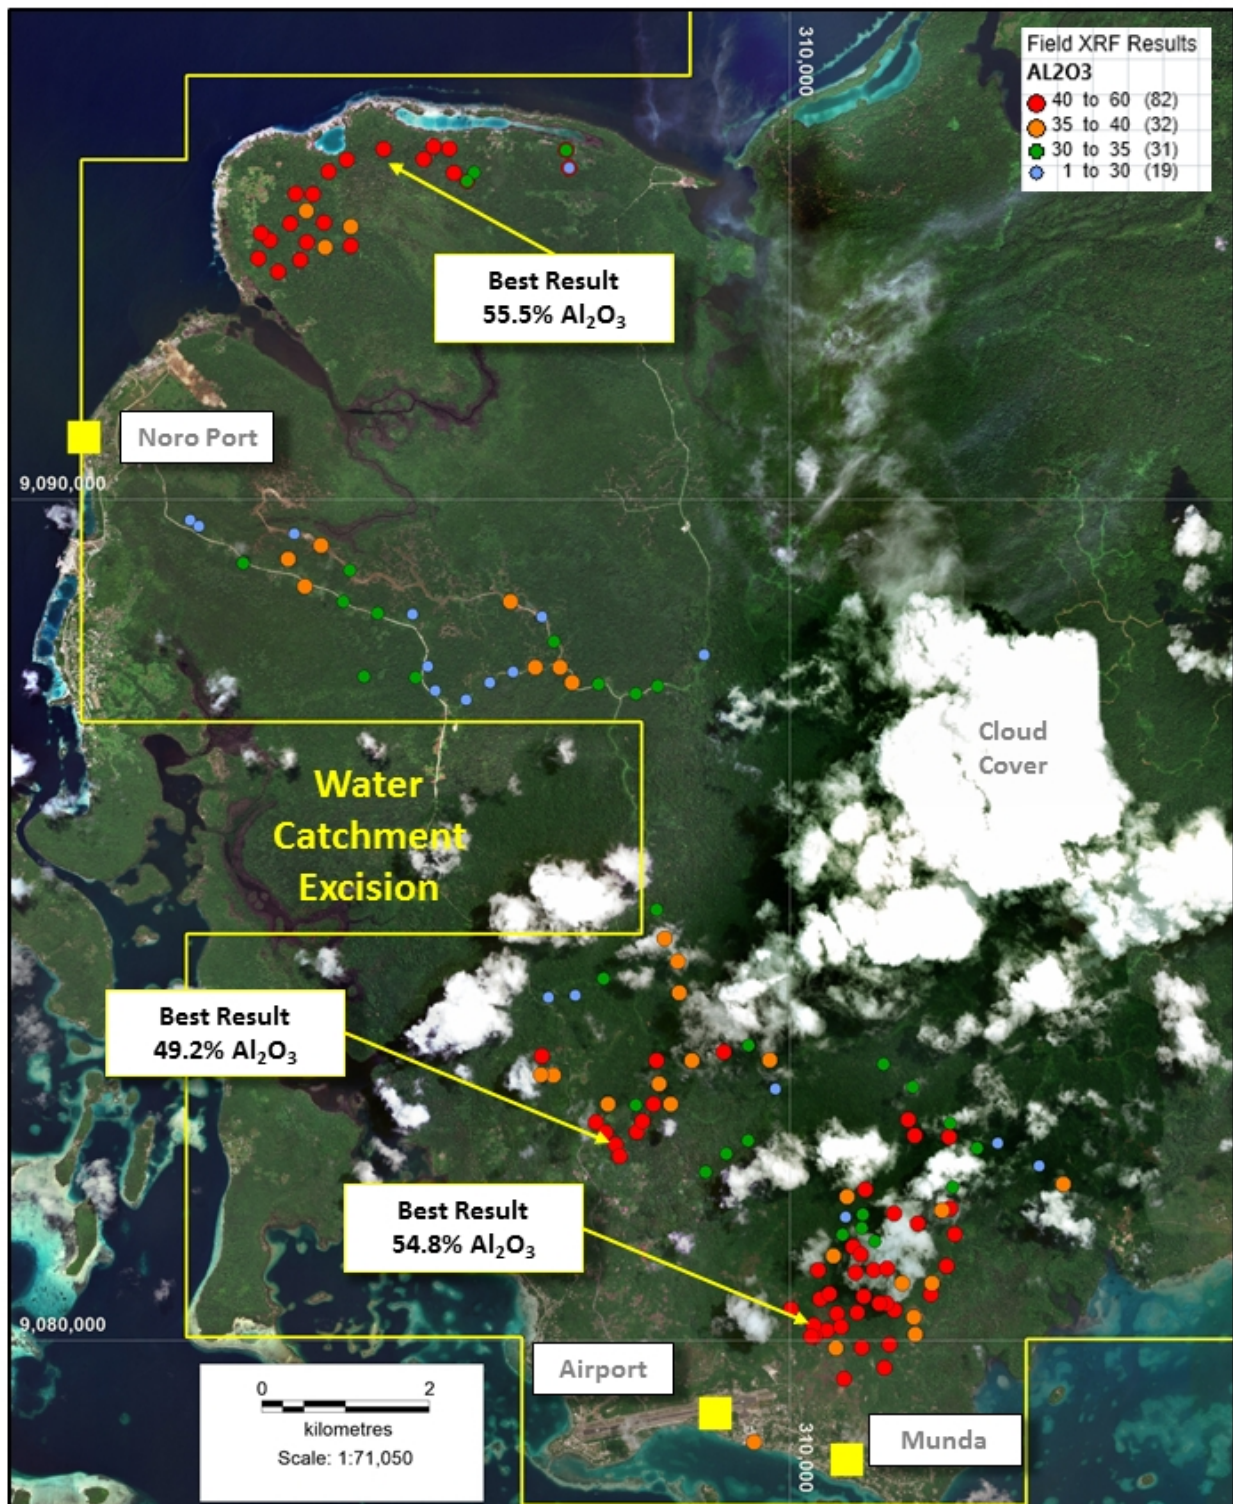 310,000
Field XRF Results
AL2O3
40 to 60 (82)
35 to 40 (32)
30 to 35 (31)
1 to 30 (19)
Best Result
55.5% Al₂O₃
Noro Port
9,090,000
Cloud
Cover
Water
Catchment
Excision
Best Result
49.2% Al₂O₃
Best Result
54.8% Al₂O₃
9,080,000
Airport
0 2
kilometres
Scale: 1:71,050
Munda
310,000